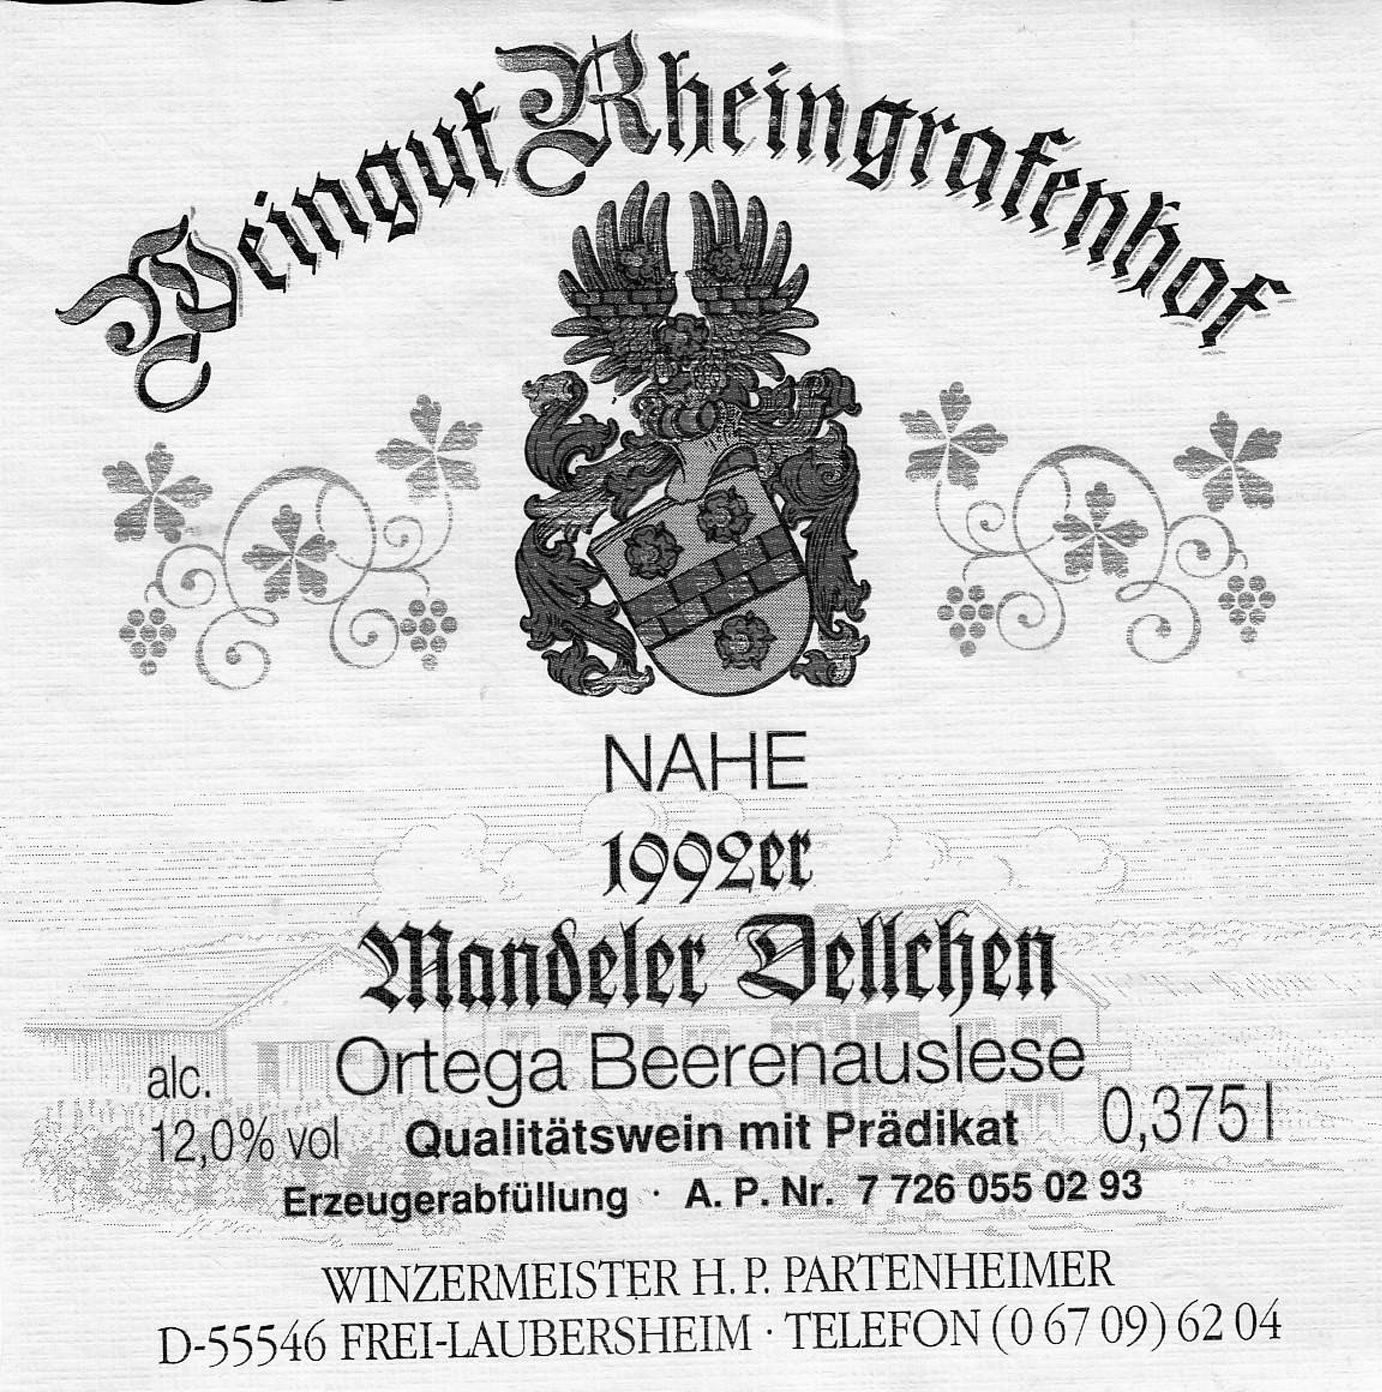 Weingut Rheingrafenhof
NAHE
1992er
Mandeler Dellchen
Ortega Beerenauslese
alc.
12,0% vol
0,375 l
Qualitätswein mit Prädikat
Erzeugerabfüllung · A. P. Nr. 7 726 055 02 93
WINZERMEISTER H. P. PARTENHEIMER
D-55546 FREI-LAUBERSHEIM · TELEFON (0 67 09) 62 04